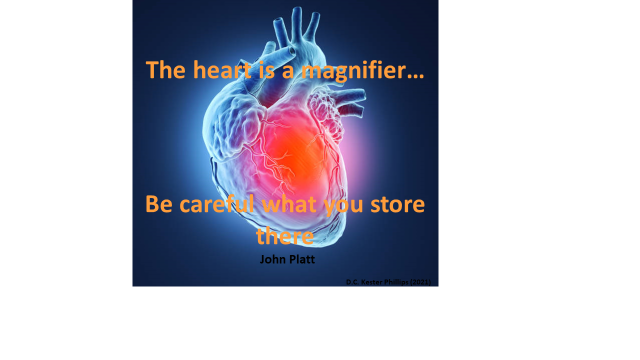 The heart is a magnifier...
Be careful what you store
there
John Platt
D.C. Kester Phillips (2021)